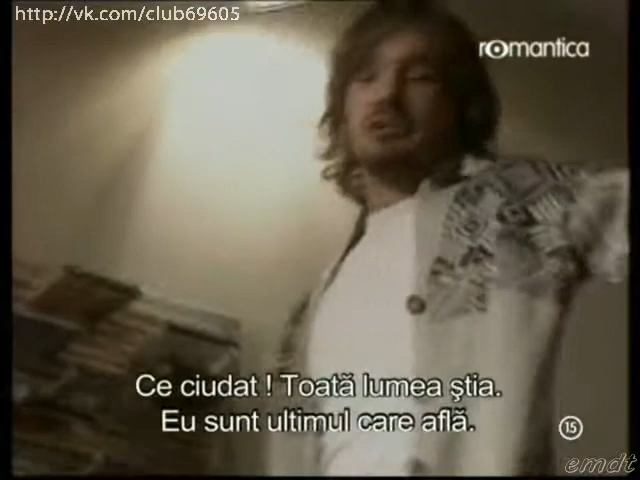 http://vk.com/club69605
romantica
Ce ciudat ! Toată lumea ştia.
Eu sunt ultimul care află.
15
emdt